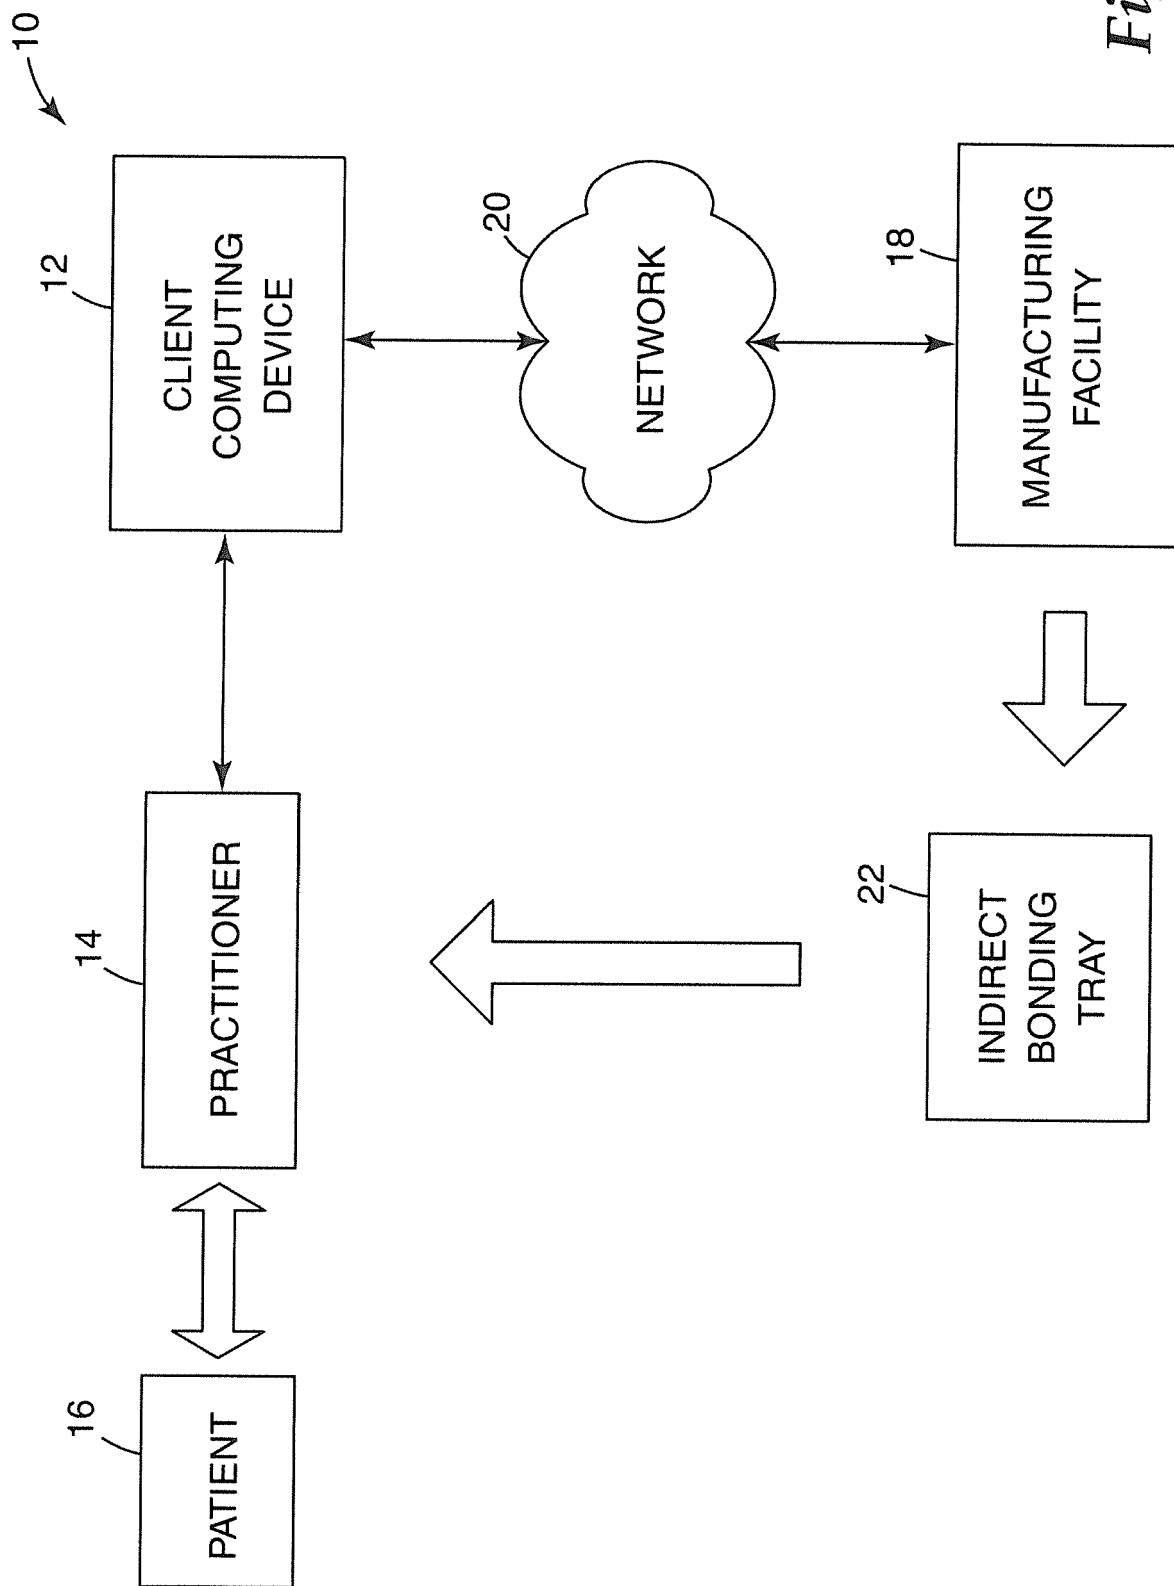 10
16
PATIENT
14
PRACTITIONER
12
CLIENT
COMPUTING
DEVICE
20
NETWORK
22
INDIRECT
BONDING
TRAY
18
MANUFACTURING
FACILITY